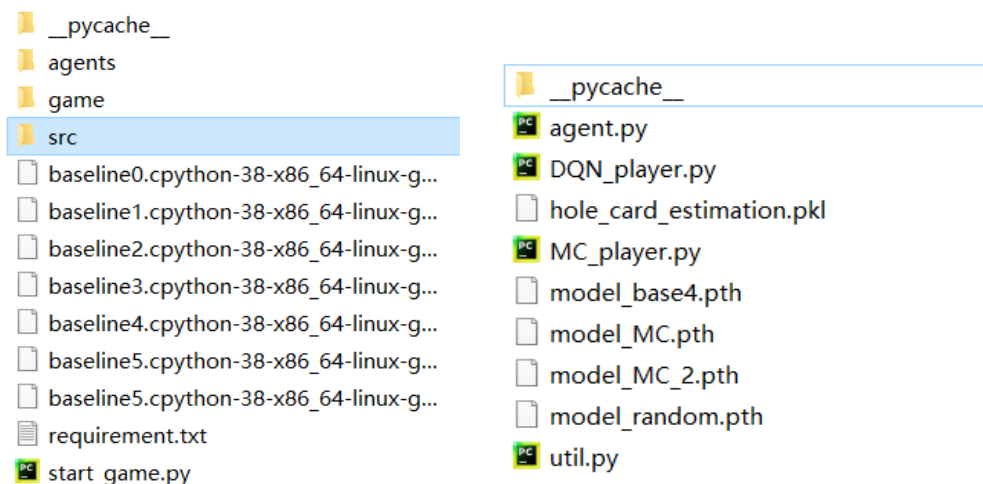 __pycache__
agents
game
src
baseline0.cpython-38-x86_64-linux-g...
baseline1.cpython-38-x86_64-linux-g...
baseline2.cpython-38-x86_64-linux-g...
baseline3.cpython-38-x86_64-linux-g...
baseline4.cpython-38-x86_64-linux-g...
baseline5.cpython-38-x86_64-linux-g...
baseline5.cpython-38-x86_64-linux-g...
requirement.txt
start_game.py
__pycache__
agent.py
DQN_player.py
hole_card_estimation.pkl
MC_player.py
model_base4.pth
model_MC.pth
model_MC_2.pth
model_random.pth
util.py